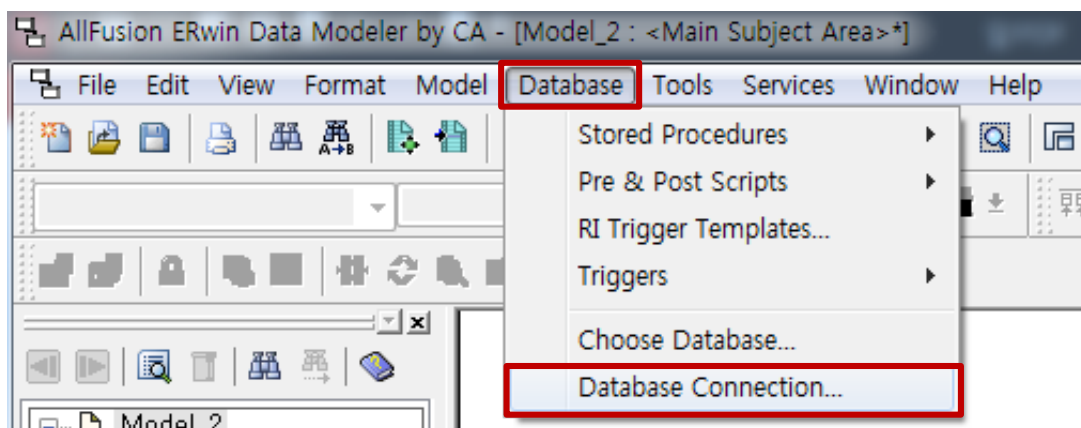 AllFusion ERwin Data Modeler by CA - [Model_2 : <Main Subject Area>*]
File Edit View Format Model Database Tools Services Window Help
A→B
Stored Procedures
Pre & Post Scripts
RI Trigger Templates...
Triggers
Choose Database...
Database Connection...
Model_2